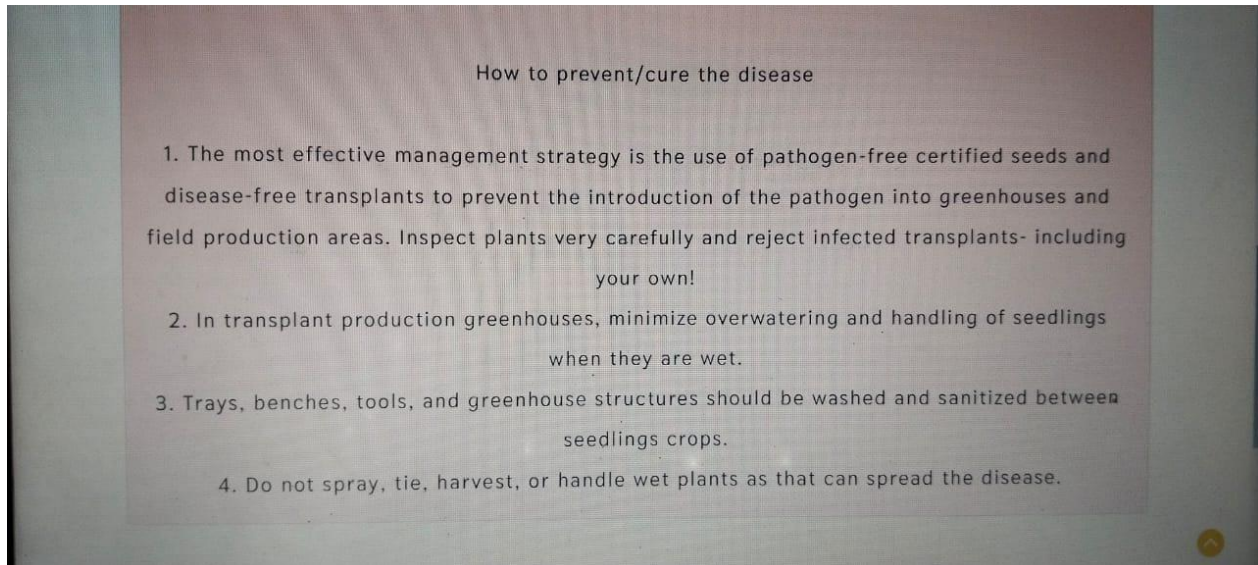 How to prevent/cure the disease
1. The most effective management strategy is the use of pathogen-free certified seeds and
disease-free transplants to prevent the introduction of the pathogen into greenhouses and
field production areas. Inspect plants very carefully and reject infected transplants- including
your own!
2. In transplant production greenhouses, minimize overwatering and handling of seedlings
when they are wet.
3. Trays, benches, tools, and greenhouse structures should be washed and sanitized between
seedlings crops.
4. Do not spray, tie, harvest, or handle wet plants as that can spread the disease.